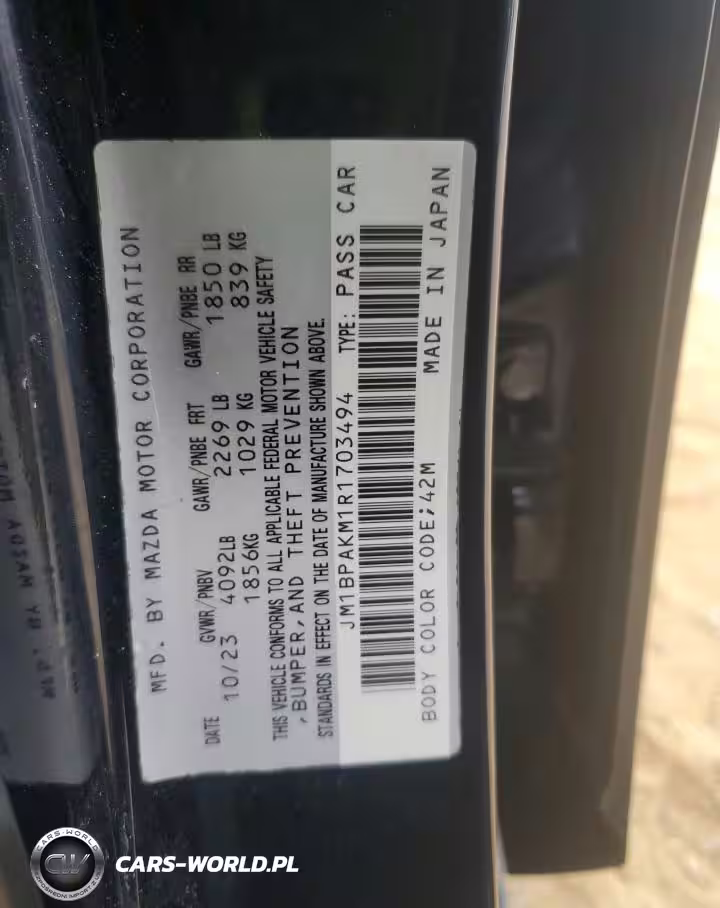 MFD. BY MAZDA MOTOR CORPORATION
DATE GVWR/PNBV GAWR/PNBE FRT GAWR/PNBE RR
10/23 4092LB 2269 LB 1850 LB
1856KG 1029 KG 839 KG
THIS VEHICLE CONFORMS TO ALL APPLICABLE FEDERAL MOTOR VEHICLE SAFETY
,BUMPER,AND THEFT PREVENTION
STANDARDS IN EFFECT ON THE DATE OF MANUFACTURE SHOWN ABOVE.
JM1BPAKM1R1703494 TYPE: PASS CAR
BODY COLOR CODE;42M MADE IN JAPAN
CARS-WORLD
CW
CARS-WORLD.PL